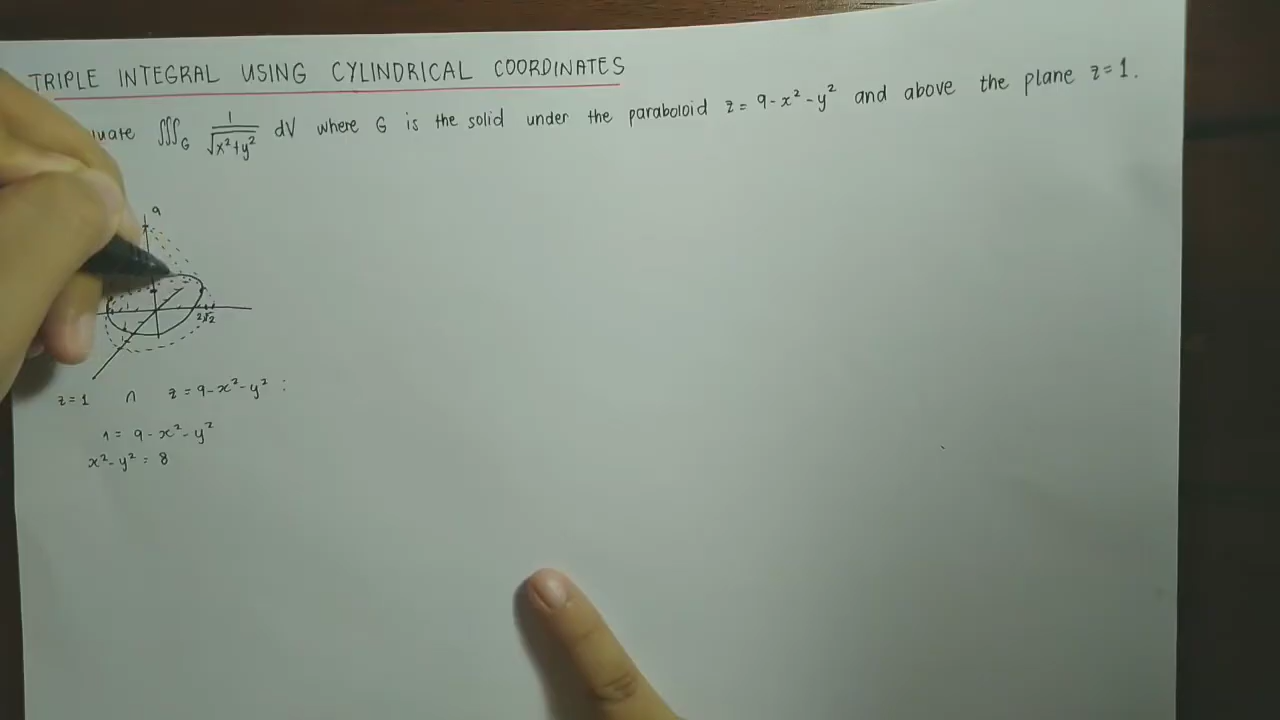 TRIPLE INTEGRAL USING CYLINDRICAL COORDINATES
∭_G 1/√(x²+y²) dV where G is the solid under the paraboloid z = 9-x²-y² and above the plane z=1.
9
2√2
z=1 ∩ z=9-x²-y² :
1 = 9-x²-y²
x²-y² = 8